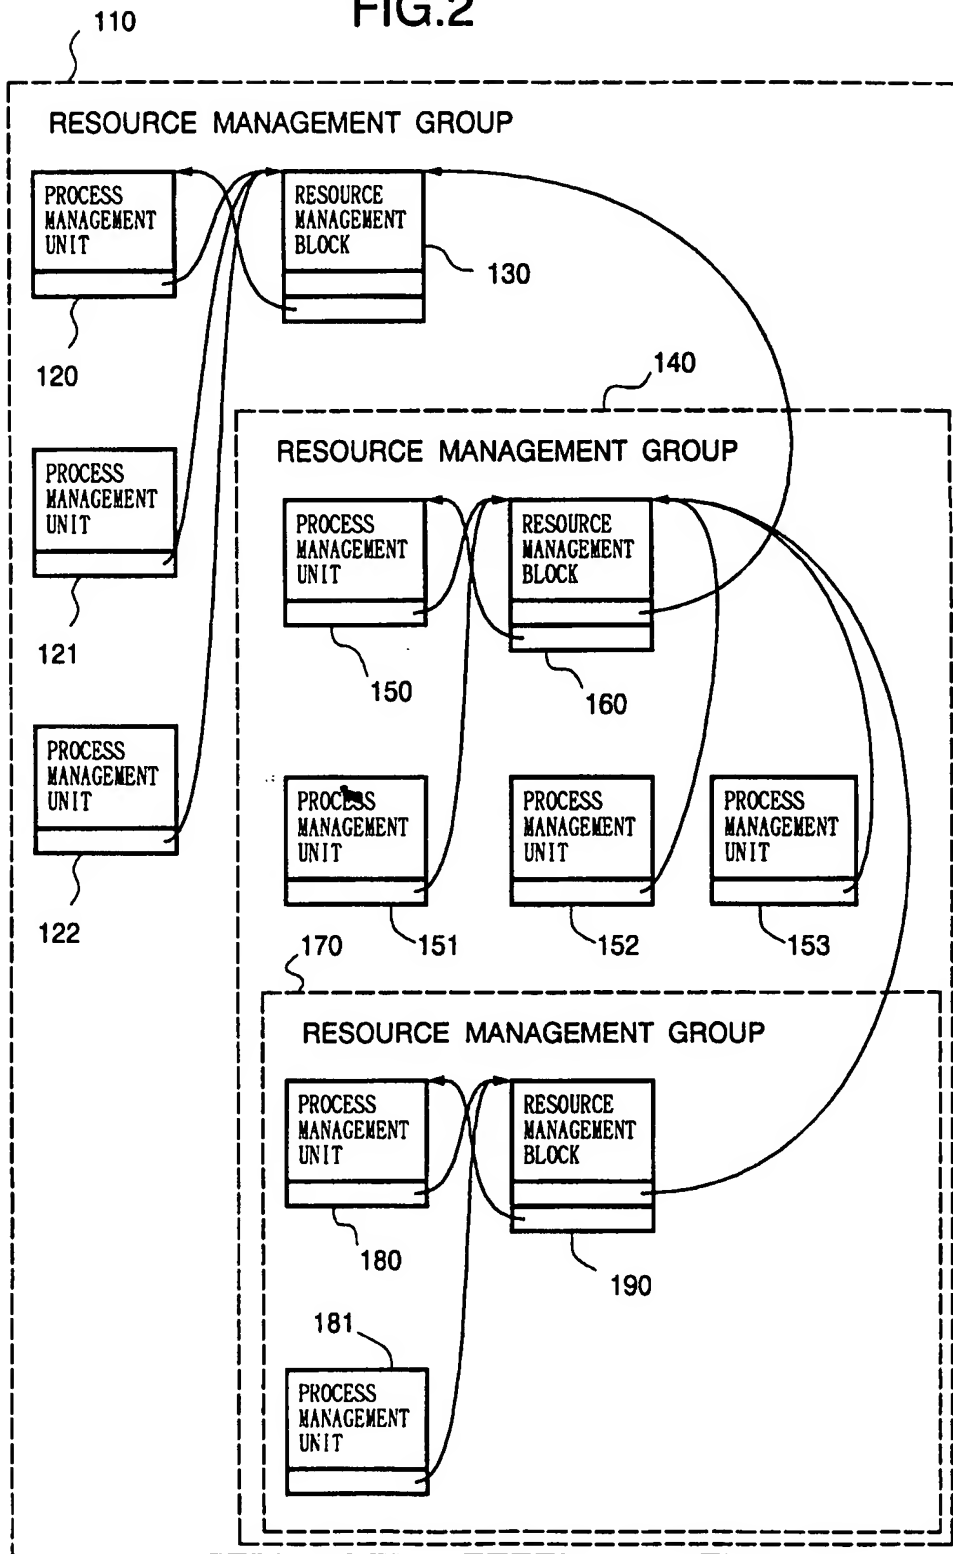 FIG.2
110
RESOURCE MANAGEMENT GROUP
PROCESS
MANAGEMENT
UNIT
RESOURCE
MANAGEMENT
BLOCK
130
120
140
RESOURCE MANAGEMENT GROUP
PROCESS
MANAGEMENT
UNIT
121
PROCESS
MANAGEMENT
UNIT
RESOURCE
MANAGEMENT
BLOCK
150
160
PROCESS
MANAGEMENT
UNIT
122
PROCESS
MANAGEMENT
UNIT
PROCESS
MANAGEMENT
UNIT
PROCESS
MANAGEMENT
UNIT
151
152
153
170
RESOURCE MANAGEMENT GROUP
PROCESS
MANAGEMENT
UNIT
RESOURCE
MANAGEMENT
BLOCK
180
190
181
PROCESS
MANAGEMENT
UNIT